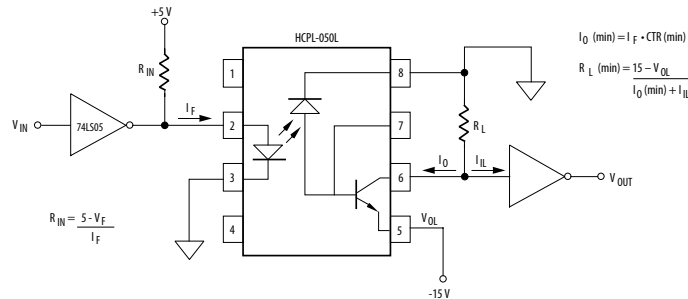 +5 V
HCPL-050L
I_O (min) = I_F • CTR (min)
R_IN
1
8
R_L (min) = 15 – V_OL
I_O (min) + I_IL
V_IN
74LS05
I_F
2
7
R_L
3
6
I_O
I_IL
V_OUT
R_IN = 5 - V_F
I_F
4
5
V_OL
-15 V